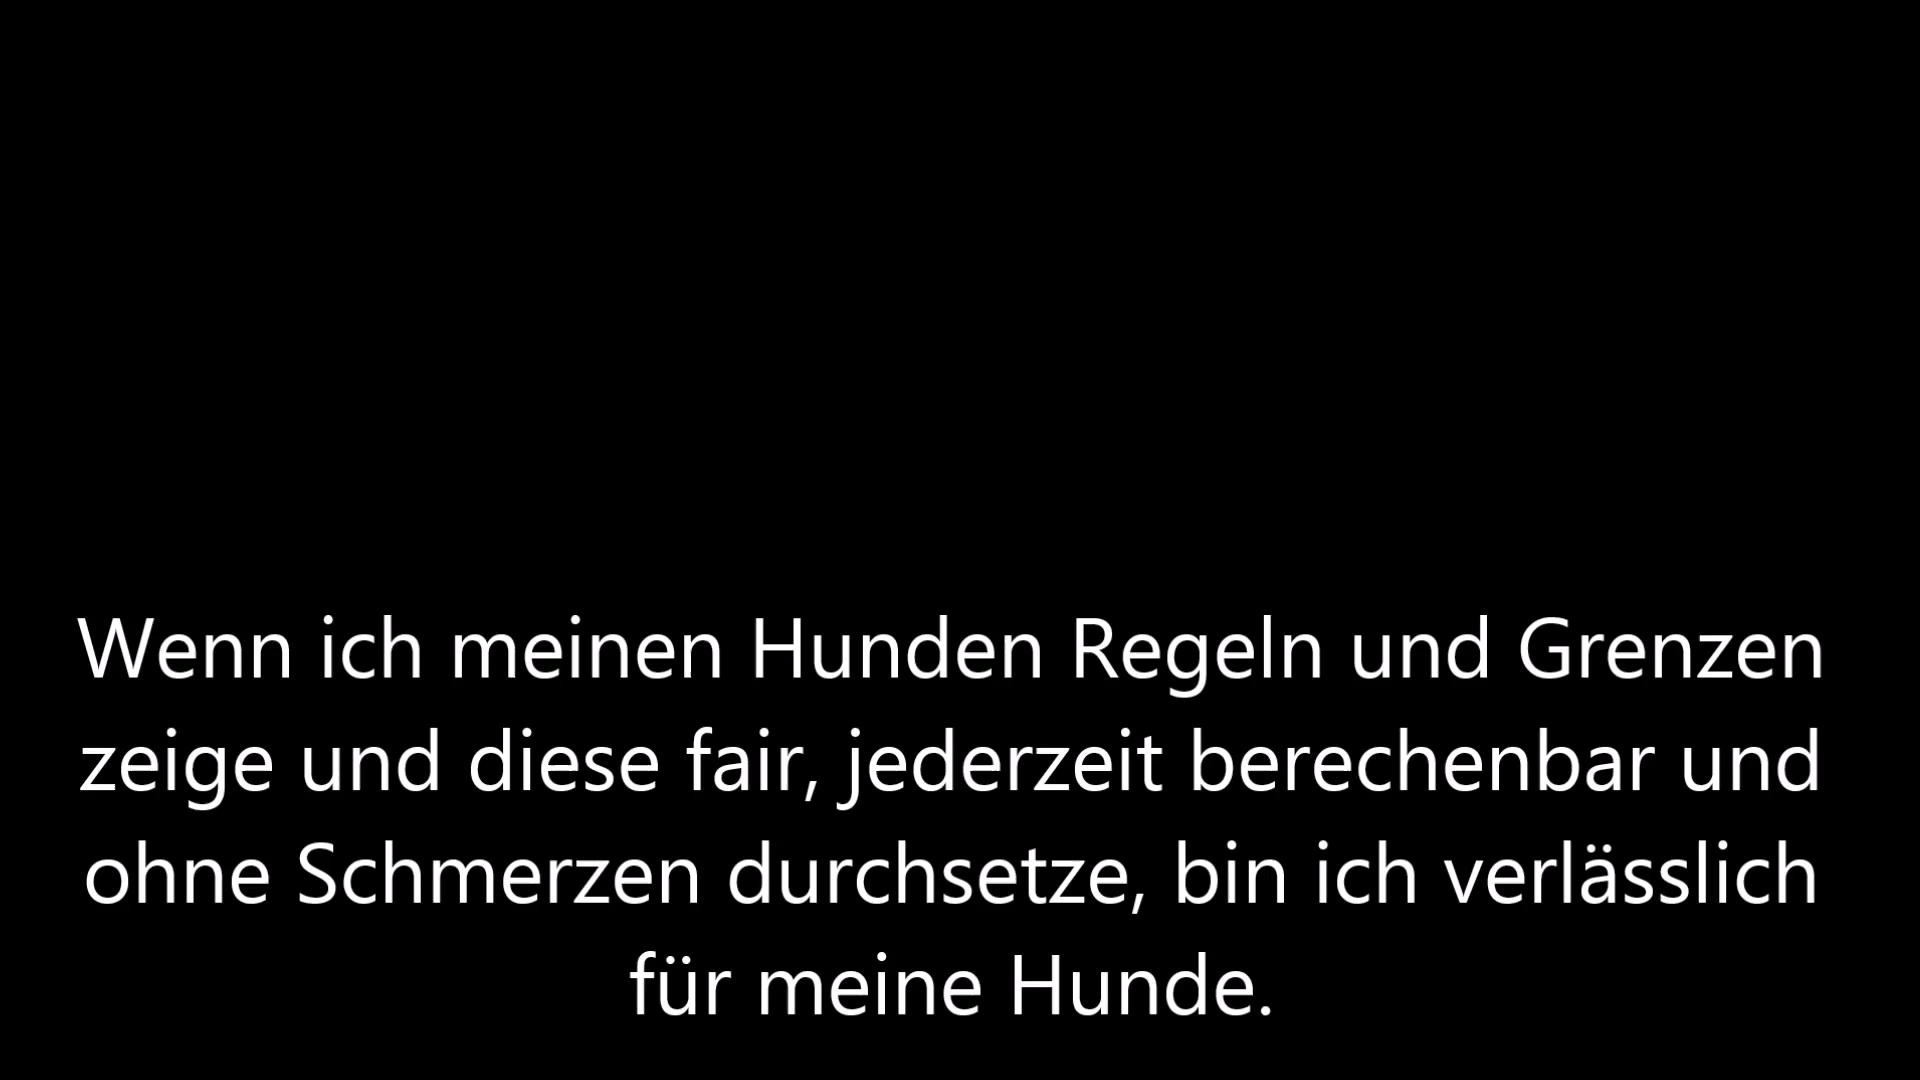 Wenn ich meinen Hunden Regeln und Grenzen
zeige und diese fair, jederzeit berechenbar und
ohne Schmerzen durchsetze, bin ich verlässlich
für meine Hunde.